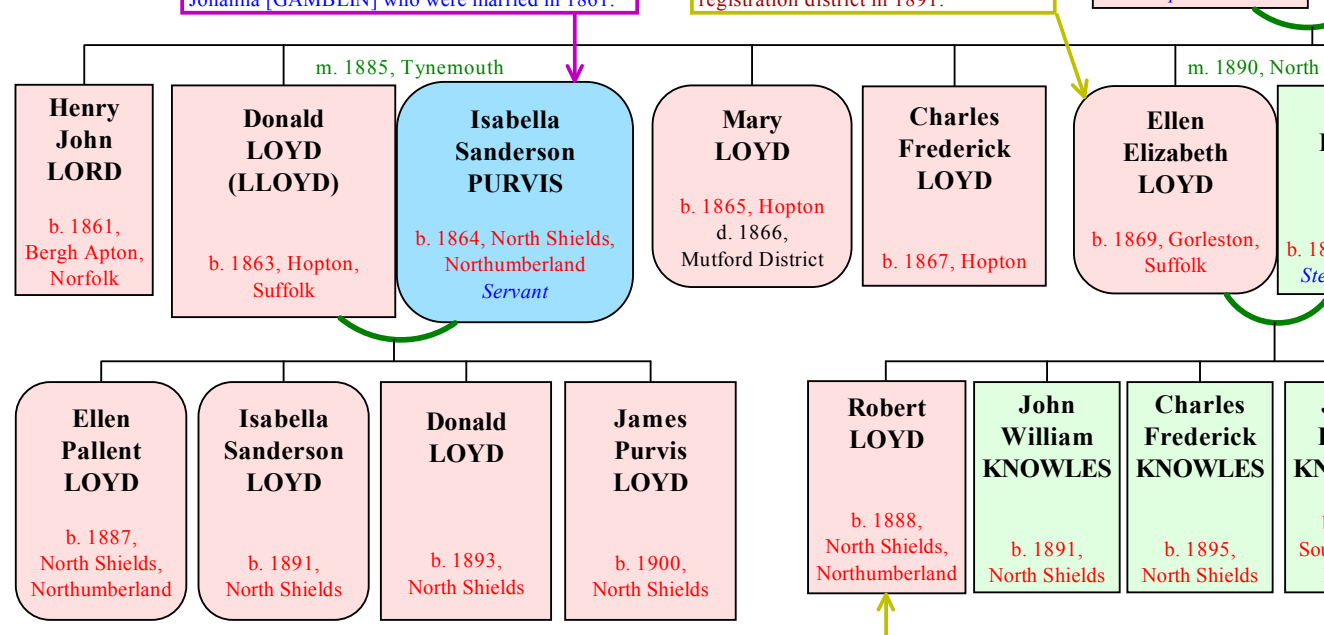 Johanna [GAMBLIN] who were married in 1861.
registration district in 1891.
m. 1885, Tynemouth
m. 1890, North
Henry
John
LORD
b. 1861,
Bergh Apton,
Norfolk
Donald
LOYD
(LLOYD)
b. 1863, Hopton,
Suffolk
Isabella
Sanderson
PURVIS
b. 1864, North Shields,
Northumberland
Servant
Mary
LOYD
b. 1865, Hopton
d. 1866,
Mutford District
Charles
Frederick
LOYD
b. 1867, Hopton
Ellen
Elizabeth
LOYD
b. 1869, Gorleston,
Suffolk
b. 18
Ellen
Pallent
LOYD
b. 1887,
North Shields,
Northumberland
Isabella
Sanderson
LOYD
b. 1891,
North Shields
Donald
LOYD
b. 1893,
North Shields
James
Purvis
LOYD
b. 1900,
North Shields
Robert
LOYD
b. 1888,
North Shields,
Northumberland
John
William
KNOWLES
b. 1891,
North Shields
Charles
Frederick
KNOWLES
b. 1895,
North Shields